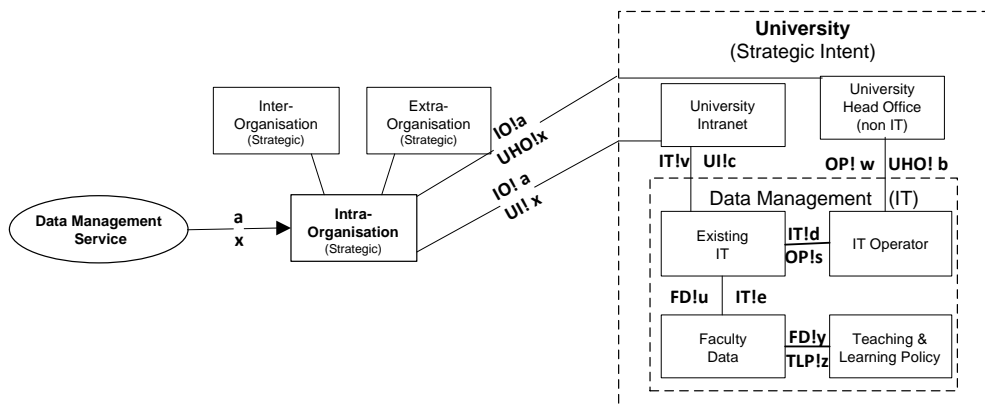 University
(Strategic Intent)
Inter-
Organisation
(Strategic)
Extra-
Organisation
(Strategic)
University
Intranet
University
Head Office
(non IT)
IO!a
UHO!x
IO! a
UI! x
IT!v UI!c
OP! w UHO! b
Data Management (IT)
Data Management
Service
a
x
Intra-
Organisation
(Strategic)
Existing
IT
IT!d
OP!s
IT Operator
FD!u IT!e
Faculty
Data
FD!y
TLP!z
Teaching &
Learning Policy